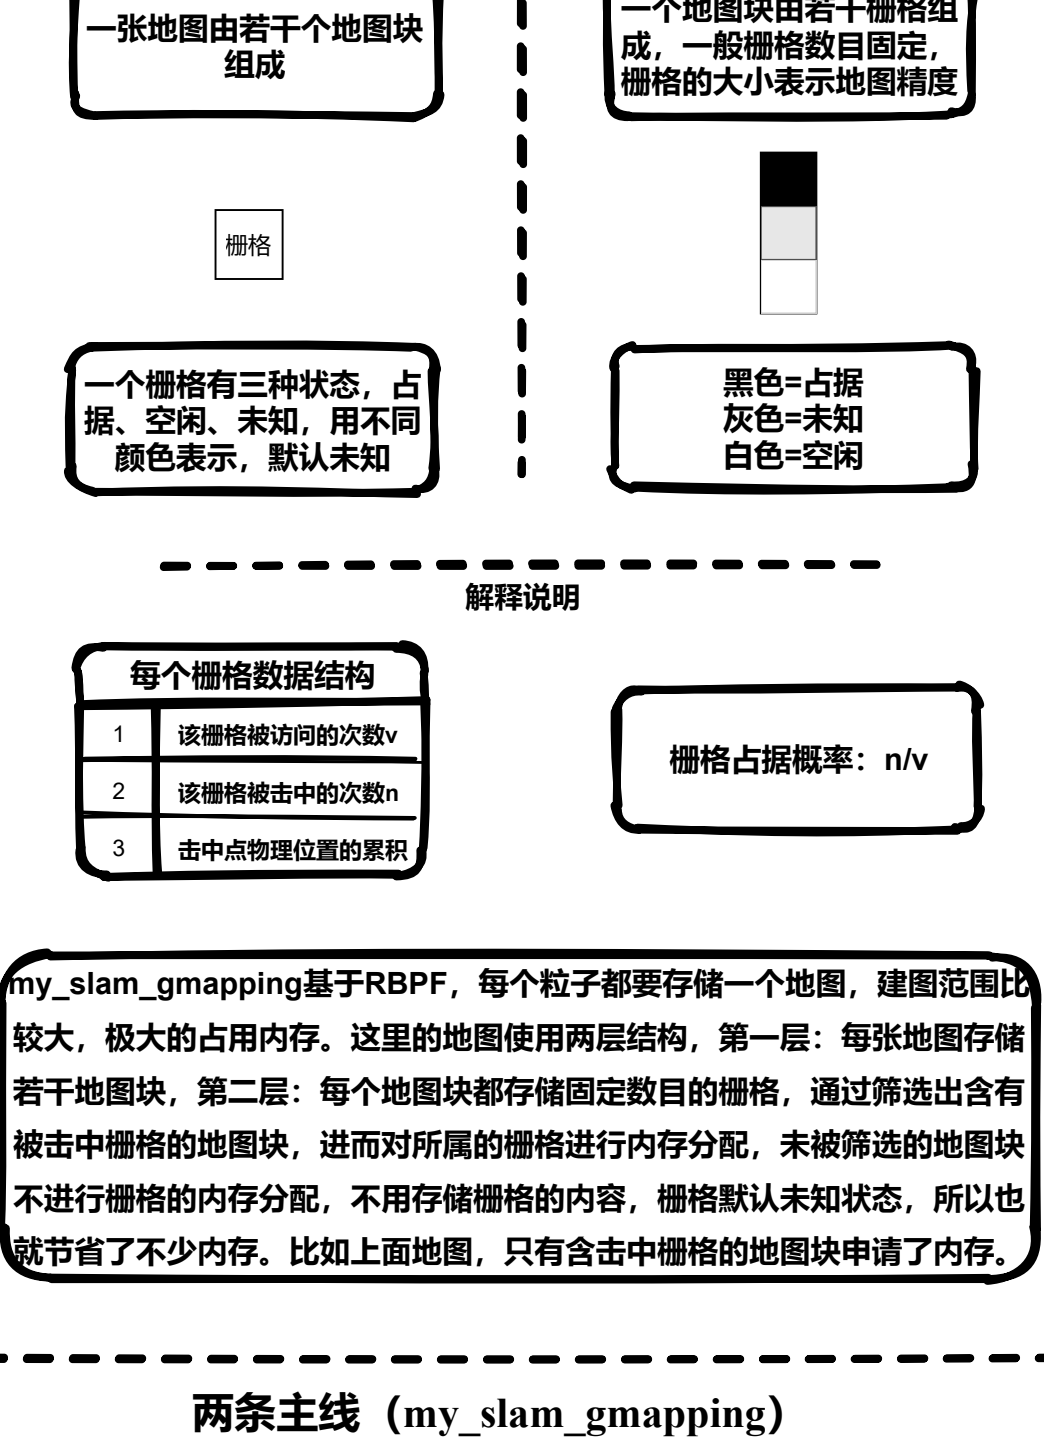 一张地图由若干个地图块
组成
一个地图块由若干栅格组
成，一般栅格数目固定，
栅格的大小表示地图精度
栅格
一个栅格有三种状态，占
据、空闲、未知，用不同
颜色表示，默认未知
黑色=占据
灰色=未知
白色=空闲
解释说明
每个栅格数据结构
1 该栅格被访问的次数v
2 该栅格被击中的次数n
3 击中点物理位置的累积
栅格占据概率：n/v
my_slam_gmapping基于RBPF，每个粒子都要存储一个地图，建图范围比
较大，极大的占用内存。这里的地图使用两层结构，第一层：每张地图存储
若干地图块，第二层：每个地图块都存储固定数目的栅格，通过筛选出含有
被击中栅格的地图块，进而对所属的栅格进行内存分配，未被筛选的地图块
不进行栅格的内存分配，不用存储栅格的内容，栅格默认未知状态，所以也
就节省了不少内存。比如上面地图，只有含击中栅格的地图块申请了内存。
两条主线（my_slam_gmapping）